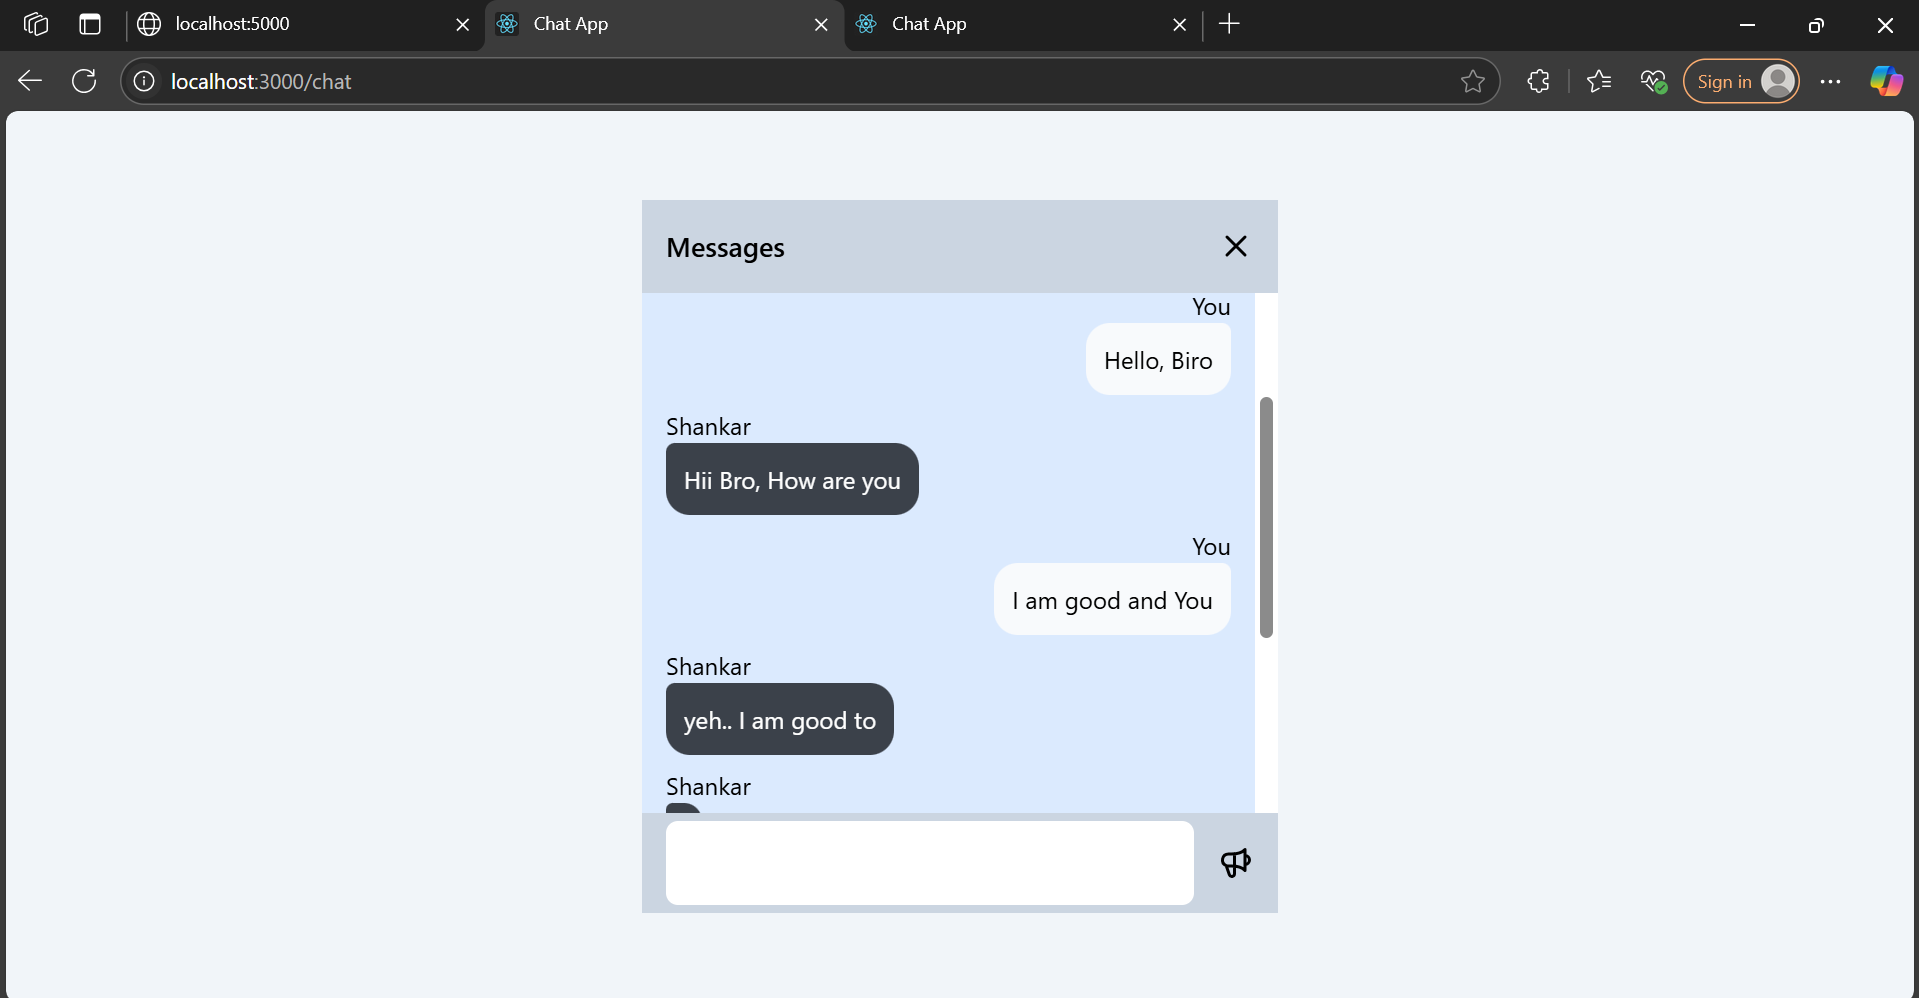 localhost:5000
Chat App
Chat App
localhost:3000/chat
Sign in
Messages
You
Hello, Biro
Shankar
Hii Bro, How are you
You
I am good and You
Shankar
yeh.. I am good to
Shankar